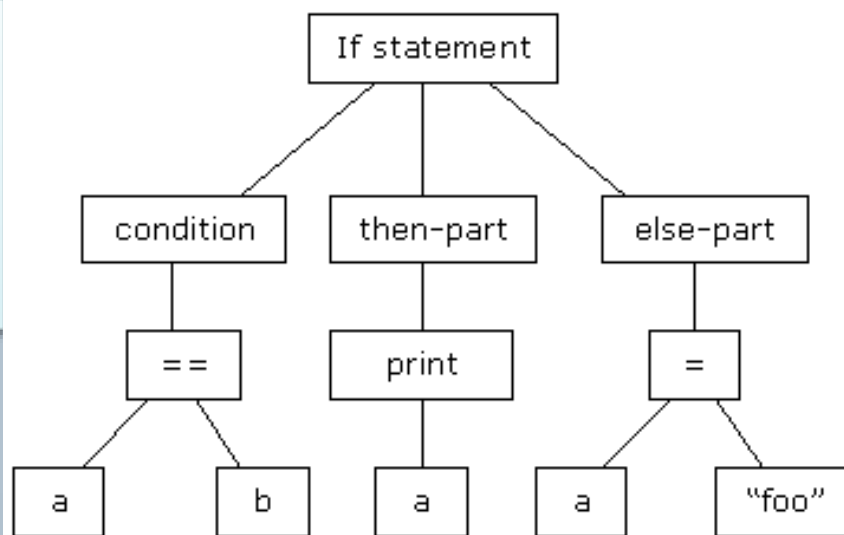 If statement
condition then-part else-part
== print =
a b a a “foo”